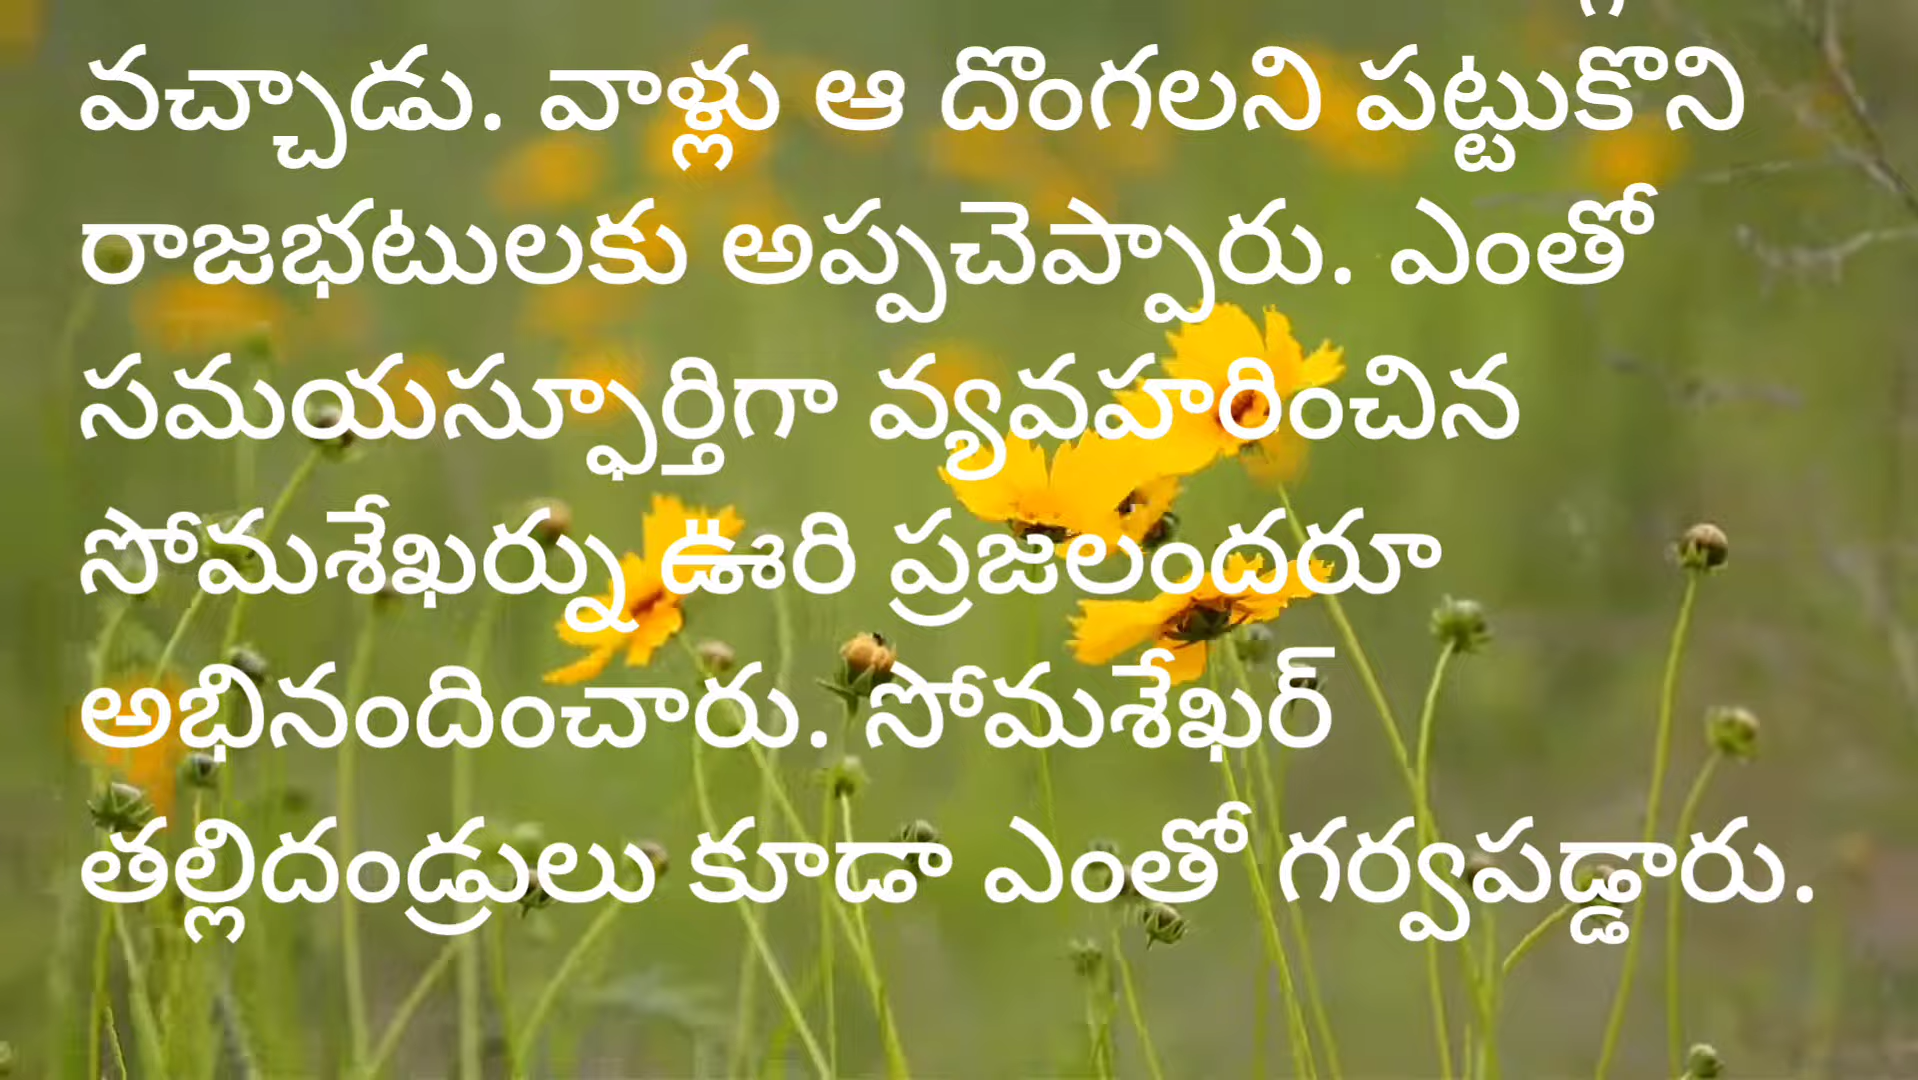 వచ్చాడు. వాళ్లు ఆ దొంగలని పట్టుకొని
రాజభటులకు అప్పచెప్పారు. ఎంతో
సమయస్ఫూర్తిగా వ్యవహరించిన
సోమశేఖర్ను ఊరి ప్రజలందరూ
అభినందించారు. సోమశేఖర్
తల్లిదండ్రులు కూడా ఎంతో గర్వపడ్డారు.